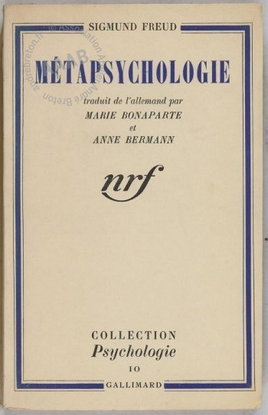 SIGMUND FREUD
MÉTAPSYCHOLOGIE
traduit de l'allemand par
MARIE BONAPARTE
et
ANNE BERMANN
nrf
COLLECTION
Psychologie
10
GALLIMARD